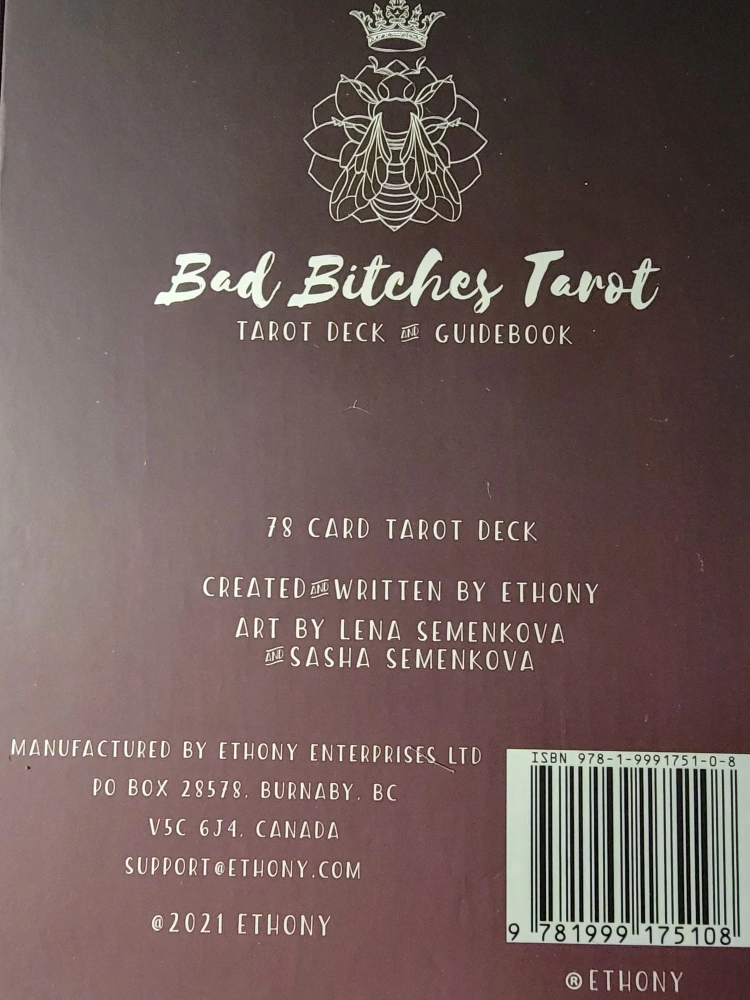 Bad Bitches Tarot
TAROT DECK AND GUIDEBOOK
78 CARD TAROT DECK
CREATED AND WRITTEN BY ETHONY
ART BY LENA SEMENKOVA
AND SASHA SEMENKOVA
MANUFACTURED BY ETHONY ENTERPRISES LTD
PO BOX 28578, BURNABY, BC
V5C 6J4, CANADA
SUPPORT@ETHONY.COM
@2021 ETHONY
ISBN 978-1-9991751-0-8
9 781999 175108
®ETHONY